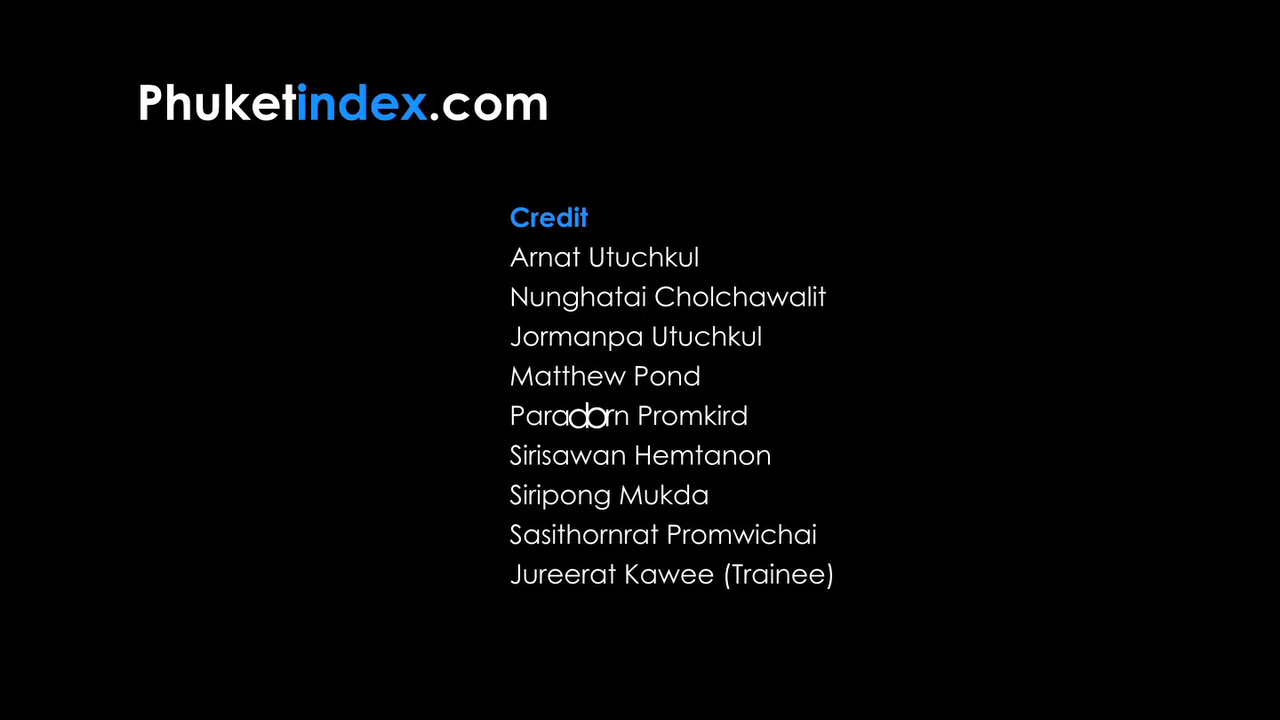 Phuketindex.com
Credit
Arnat Utuchkul
Nunghatai Cholchawalit
Jormanpa Utuchkul
Matthew Pond
Promkird
Sirisawan Hemtanon
Siripong Mukda
Sasithornrat Promwichai
Jureerat Kawee (Trainee)